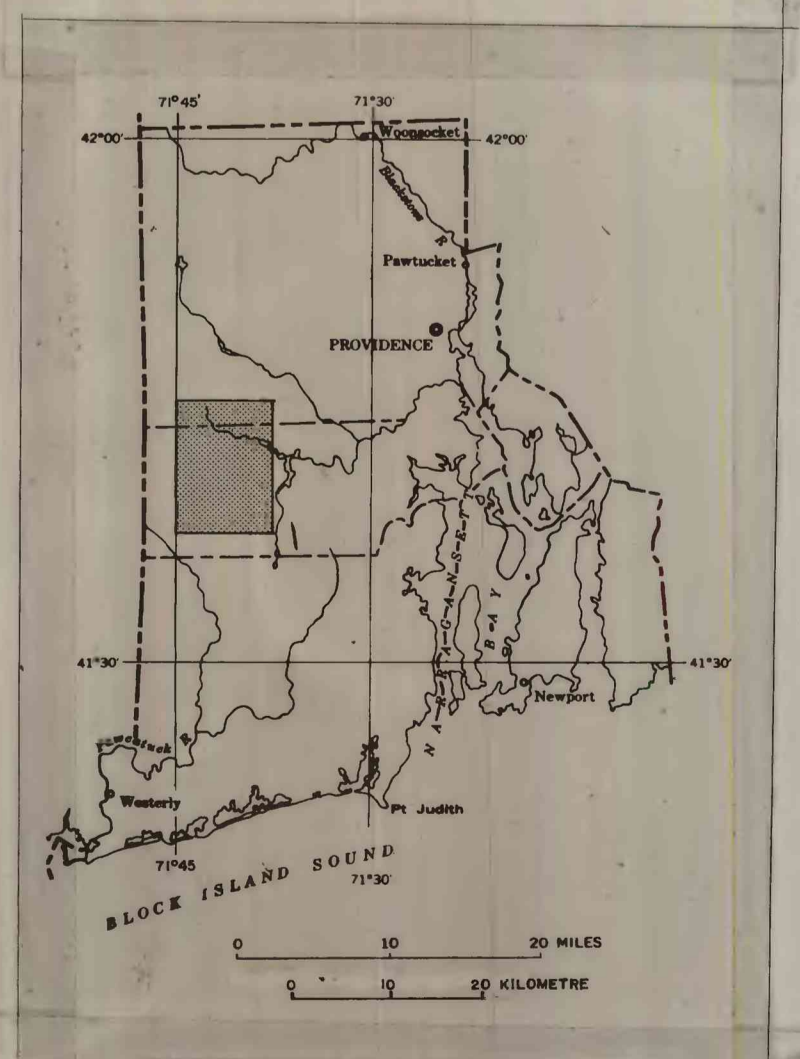 71°45' 71°30'
42°00' Woonsocket 42°00'
Blackstone R
Pawtucket
PROVIDENCE
NARRAGANSETT
BAY
41°30' 41°30'
Newport
Pawcatuck R
Westerly
Pt Judith
71°45
71°30'
BLOCK ISLAND SOUND
0 10 20 MILES
0 10 20 KILOMETRE